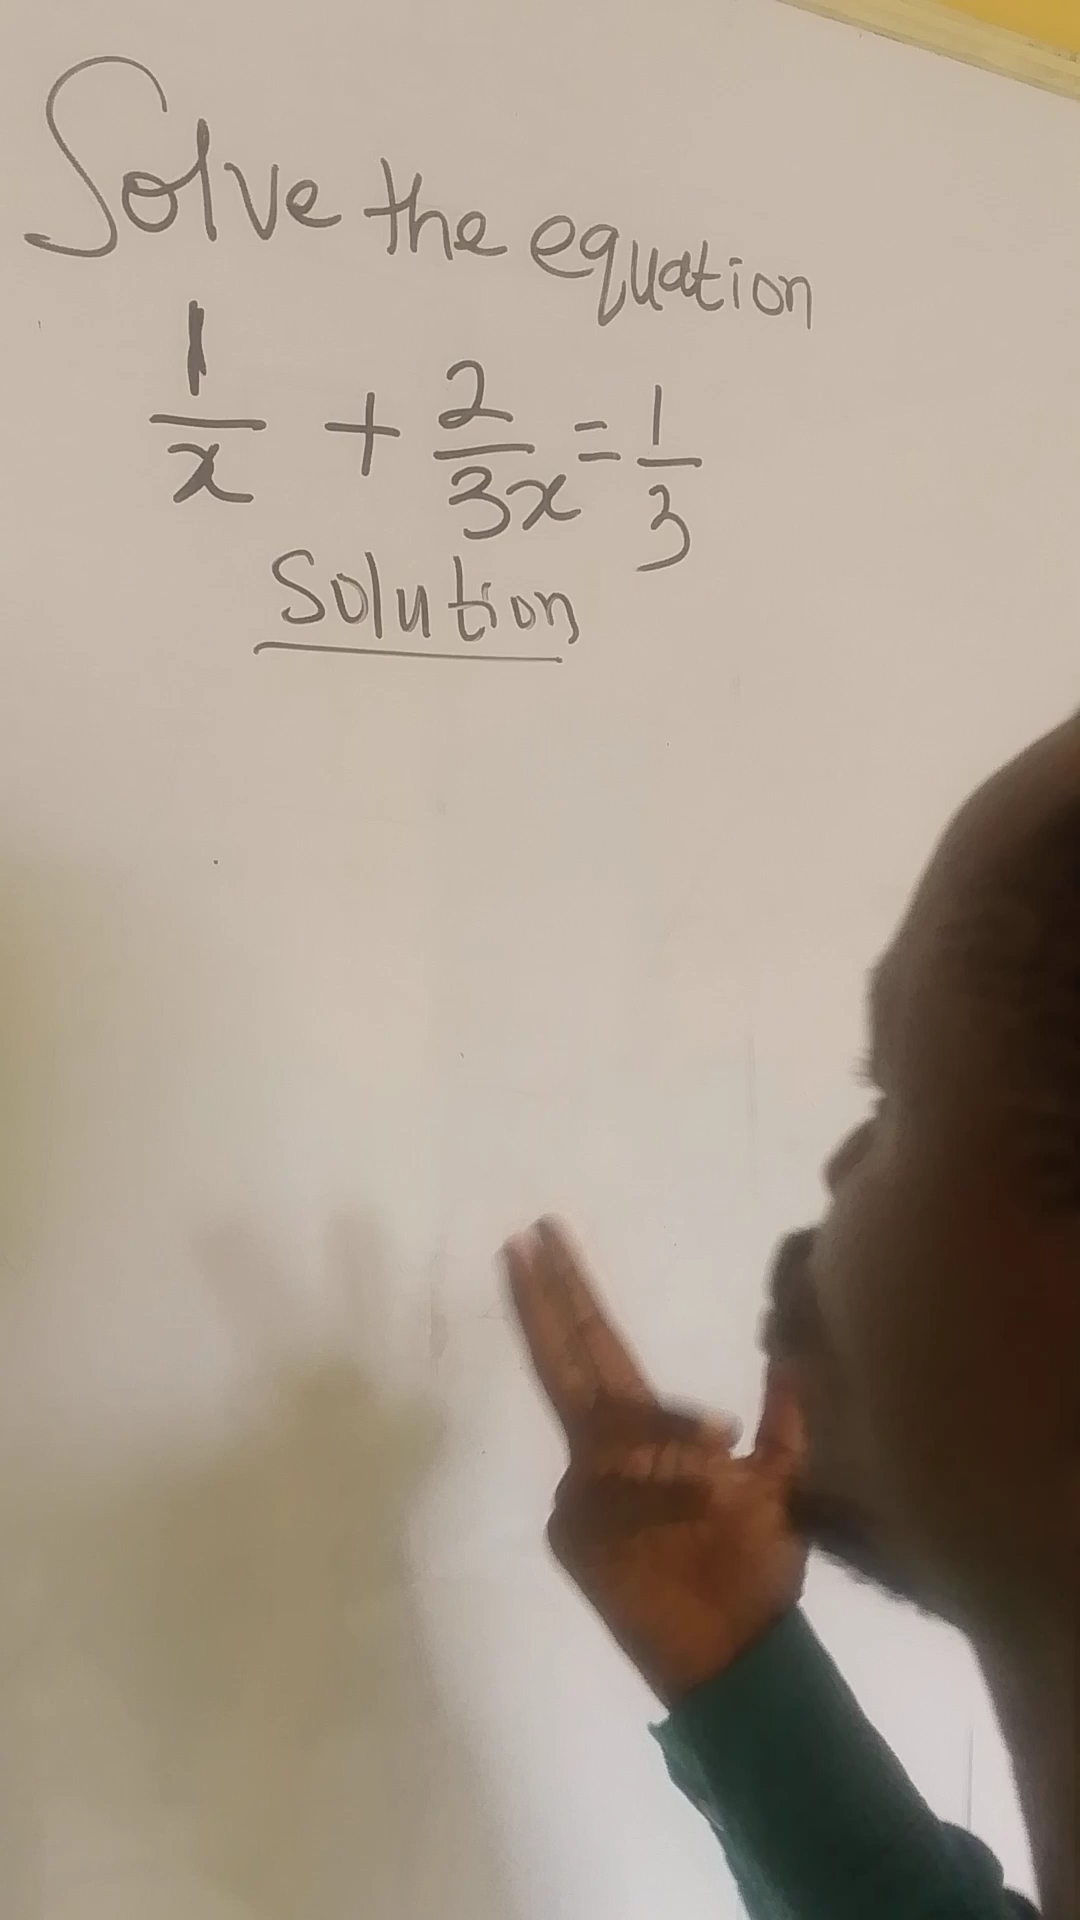 Solve the equation
1/x + 2/3x = 1/3
Solution